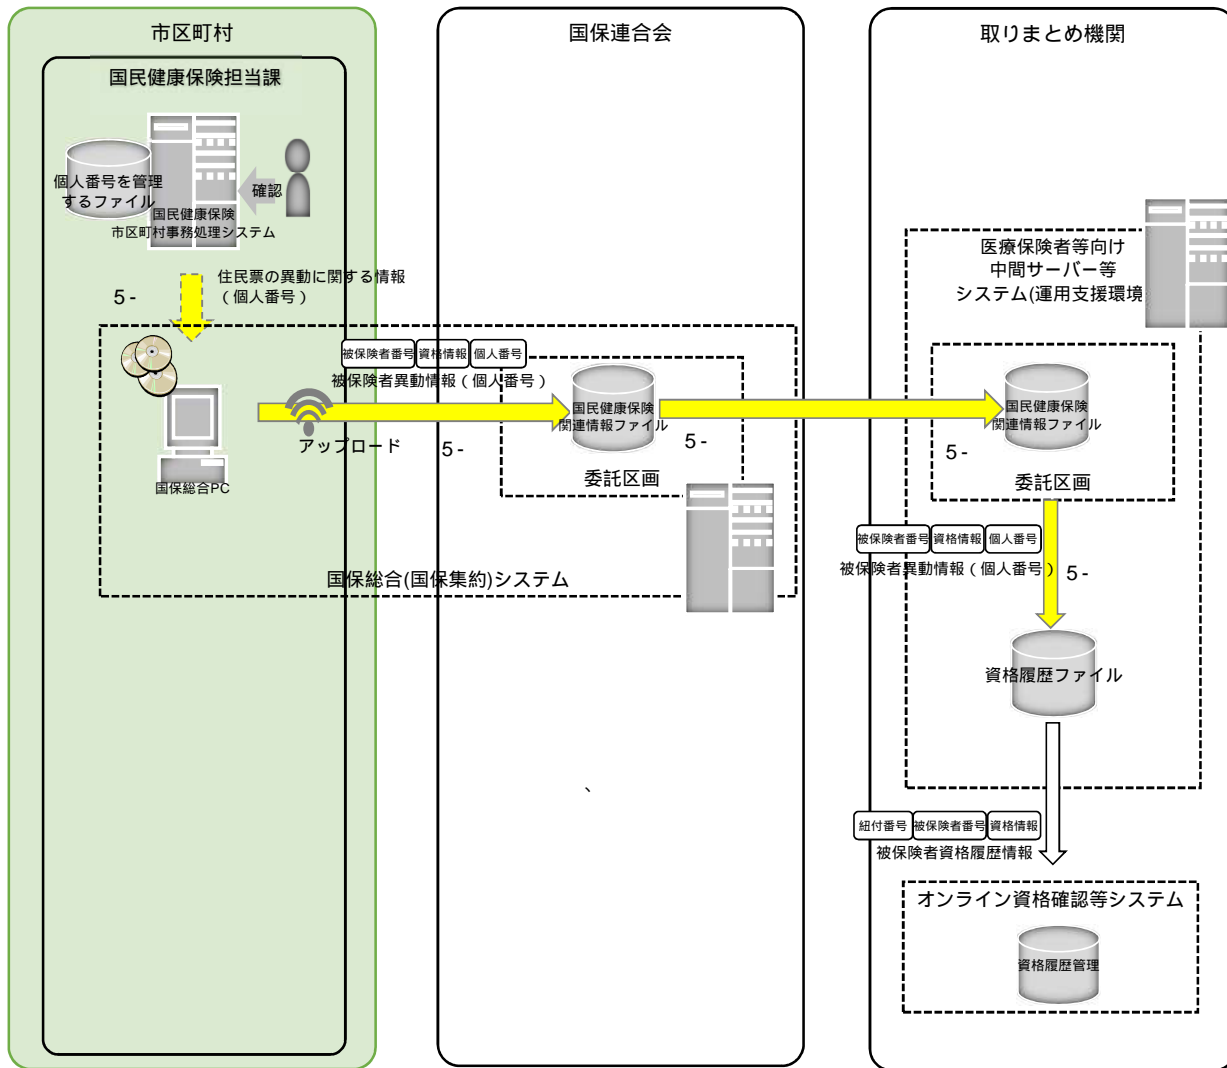 市区町村
国民健康保険担当課
個人番号を管理
するファイル
国民健康保険
市区町村事務処理システム
確認
5 -
住民票の異動に関する情報
（個人番号）
国保総合PC
アップロード
5 -
国保総合(国保集約)システム
国保連合会
被保険者番号 資格情報 個人番号
被保険者異動情報（個人番号）
国民健康保険
関連情報ファイル
5 -
委託区画
、
取りまとめ機関
医療保険者等向け
中間サーバー等
システム(運用支援環境
国民健康保険
関連情報ファイル
5 -
委託区画
被保険者番号 資格情報 個人番号
被保険者異動情報（個人番号）
5 -
資格履歴ファイル
紐付番号 被保険者番号 資格情報
被保険者資格履歴情報
オンライン資格確認等システム
資格履歴管理